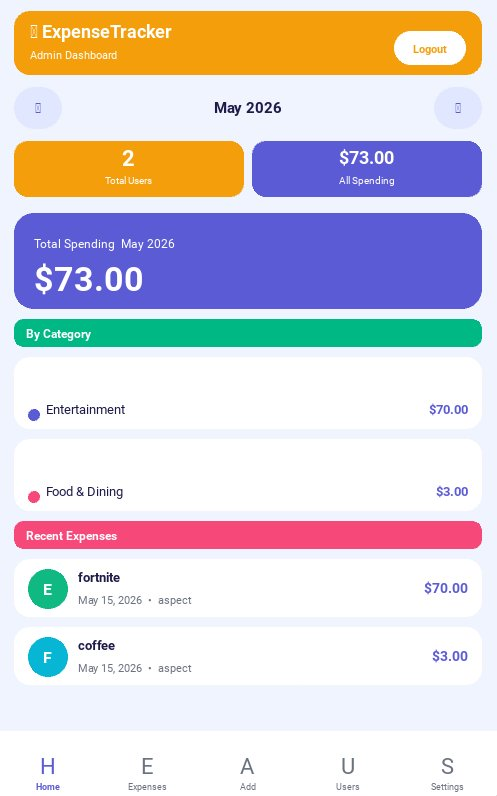 ExpenseTracker
Admin Dashboard
Logout
May 2026
2
Total Users
$73.00
All Spending
Total Spending  May 2026
$73.00
By Category
Entertainment
$70.00
Food & Dining
$3.00
Recent Expenses
E
fortnite
May 15, 2026 • aspect
$70.00
F
coffee
May 15, 2026 • aspect
$3.00
H E A U S
Home Expenses Add Users Settings